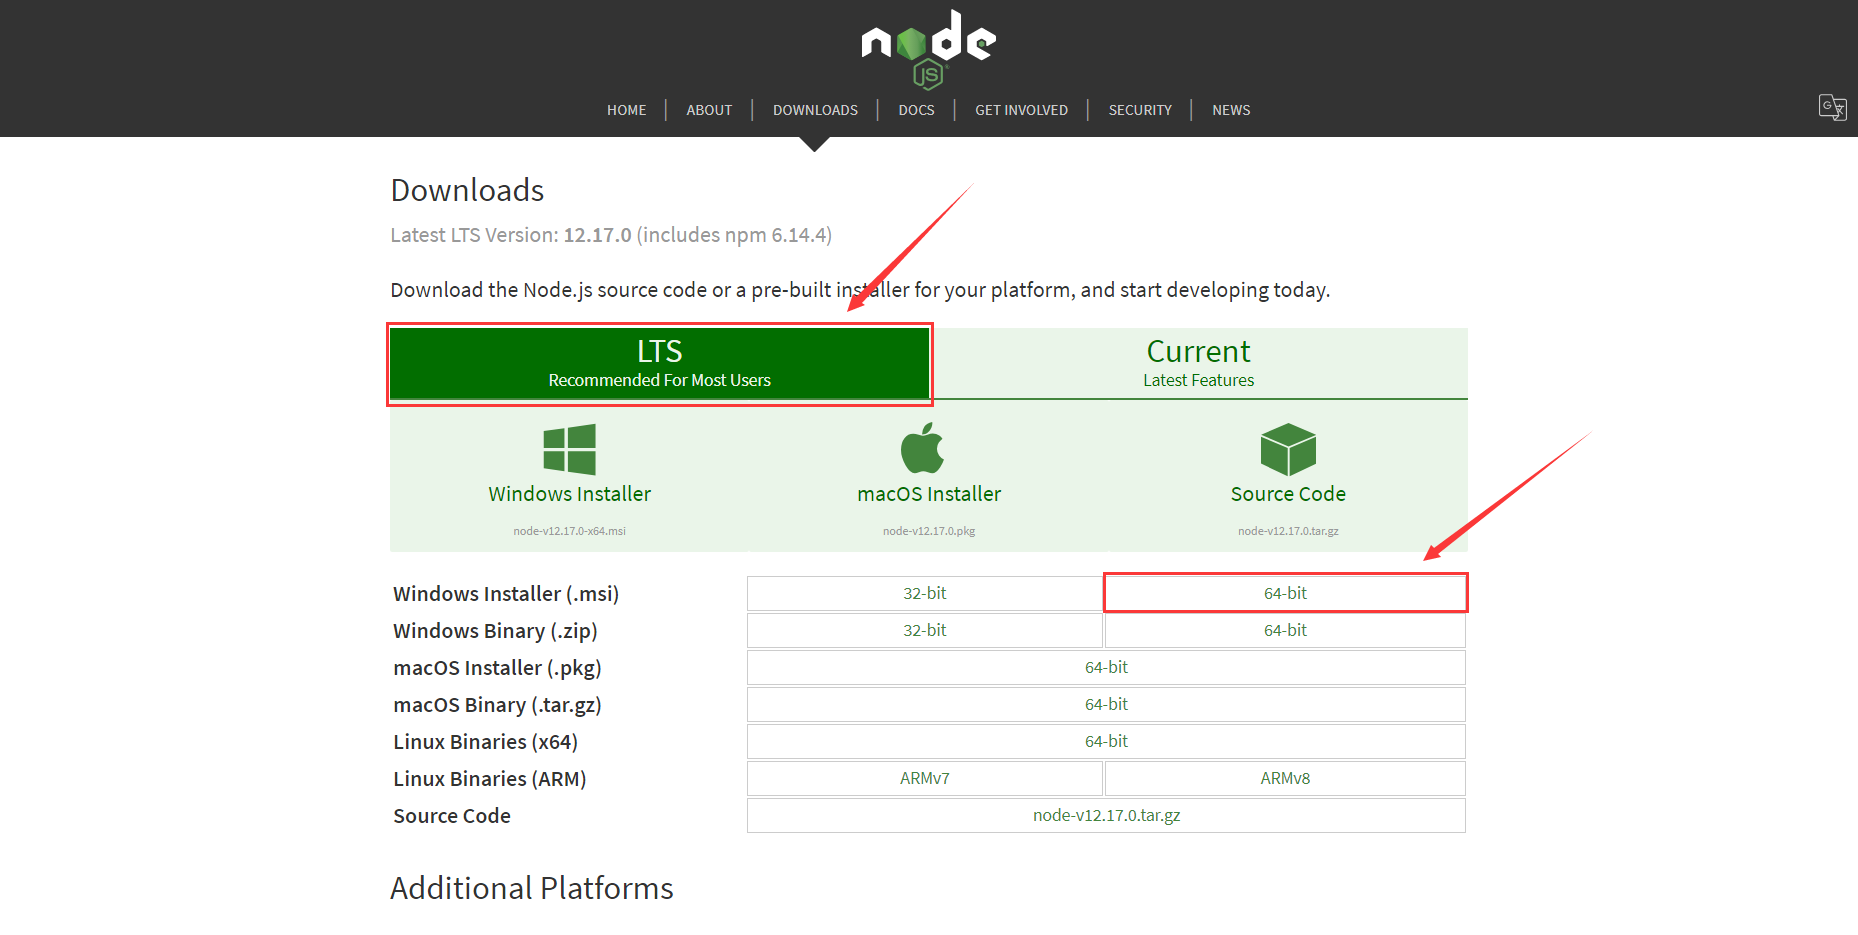 node
JS
HOME ABOUT DOWNLOADS DOCS GET INVOLVED SECURITY NEWS
Downloads
Latest LTS Version: 12.17.0 (includes npm 6.14.4)
Download the Node.js source code or a pre-built installer for your platform, and start developing today.
LTS
Recommended For Most Users
Current
Latest Features
Windows Installer
node-v12.17.0-x64.msi
macOS Installer
node-v12.17.0.pkg
Source Code
node-v12.17.0.tar.gz
Windows Installer (.msi) 32-bit 64-bit
Windows Binary (.zip) 32-bit 64-bit
macOS Installer (.pkg) 64-bit
macOS Binary (.tar.gz) 64-bit
Linux Binaries (x64) 64-bit
Linux Binaries (ARM) ARMv7 ARMv8
Source Code node-v12.17.0.tar.gz
Additional Platforms